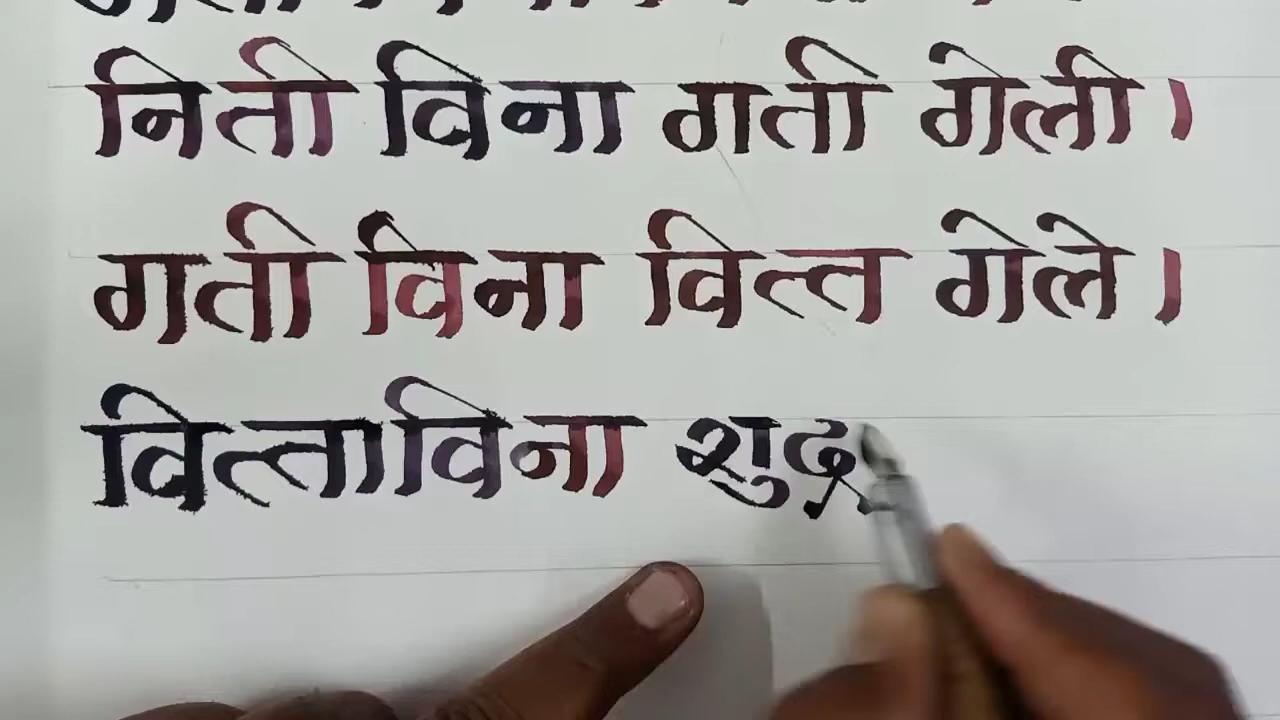 निती विना गती गेली ।
गती विना वित्त गेले ।
वित्ताविना शुद्र